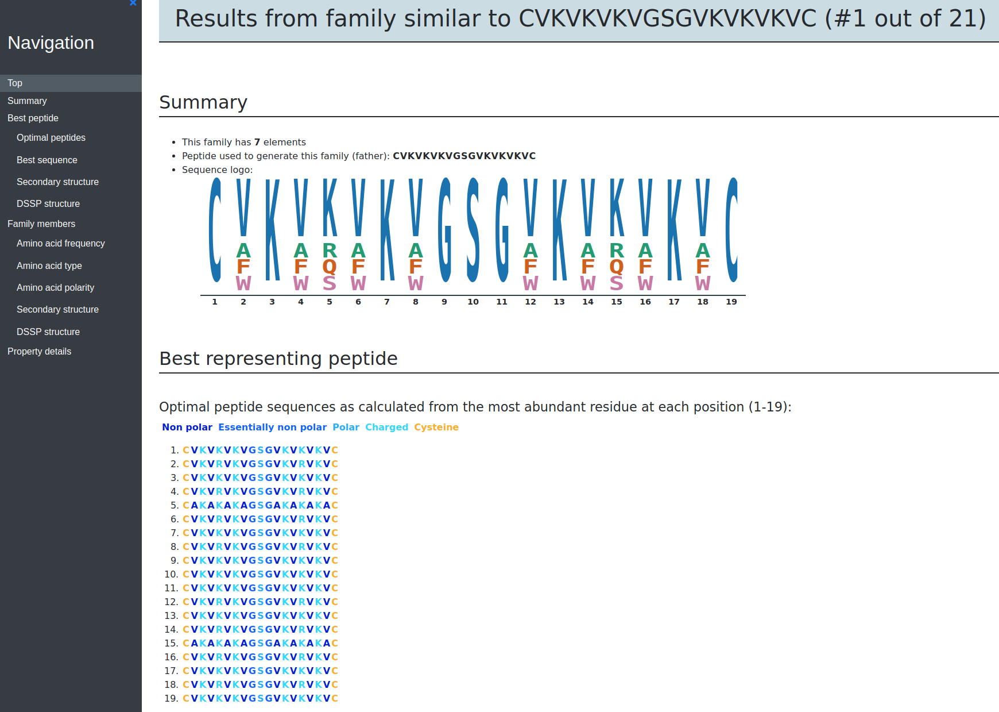 ×
Navigation
Top
Summary
Best peptide
Optimal peptides
Best sequence
Secondary structure
DSSP structure
Family members
Amino acid frequency
Amino acid type
Amino acid polarity
Secondary structure
DSSP structure
Property details
Results from family similar to CVKVKVKVGSGVKVKVKVC (#1 out of 21)
Summary
• This family has 7 elements
• Peptide used to generate this family (father): CVKVKVKVGSGVKVKVKVC
• Sequence logo:
C V K V K V K V G S G V K V K V K V C
A A R A A A A R A A
F F Q F F F F Q F F
W W S W W W W S W W
1 2 3 4 5 6 7 8 9 10 11 12 13 14 15 16 17 18 19
Best representing peptide
Optimal peptide sequences as calculated from the most abundant residue at each position (1-19):
Non polar Essentially non polar Polar Charged Cysteine
1. CVKVKVKVGSGVKVKVKVC
2. CVKVRVKVGSGVKVRVKVC
3. CVKVKVKVGSGVKVKVKVC
4. CVKVRVKVGSGVKVRVKVC
5. CAKAKAKAGSGAKAKAKAC
6. CVKVRVKVGSGVKVRVKVC
7. CVKVKVKVGSGVKVKVKVC
8. CVKVRVKVGSGVKVRVKVC
9. CVKVKVKVGSGVKVKVKVC
10. CVKVKVKVGSGVKVKVKVC
11. CVKVKVKVGSGVKVKVKVC
12. CVKVRVKVGSGVKVRVKVC
13. CVKVKVKVGSGVKVKVKVC
14. CVKVRVKVGSGVKVRVKVC
15. CAKAKAKAGSGAKAKAKAC
16. CVKVRVKVGSGVKVRVKVC
17. CVKVKVKVGSGVKVKVKVC
18. CVKVRVKVGSGVKVRVKVC
19. CVKVKVKVGSGVKVKVKVC